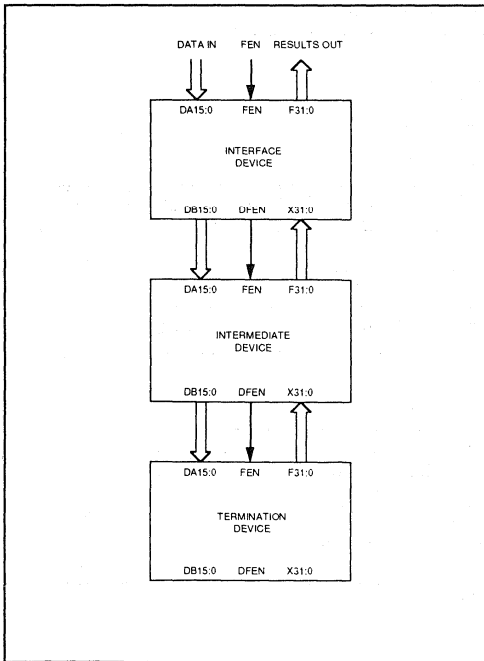 DATA IN FEN RESULTS OUT
DA15:0 FEN F31:0
INTERFACE
DEVICE
DB15:0 DFEN X31:0
DA15:0 FEN F31:0
INTERMEDIATE
DEVICE
DB15:0 DFEN X31:0
DA15:0 FEN F31:0
TERMINATION
DEVICE
DB15:0 DFEN X31:0